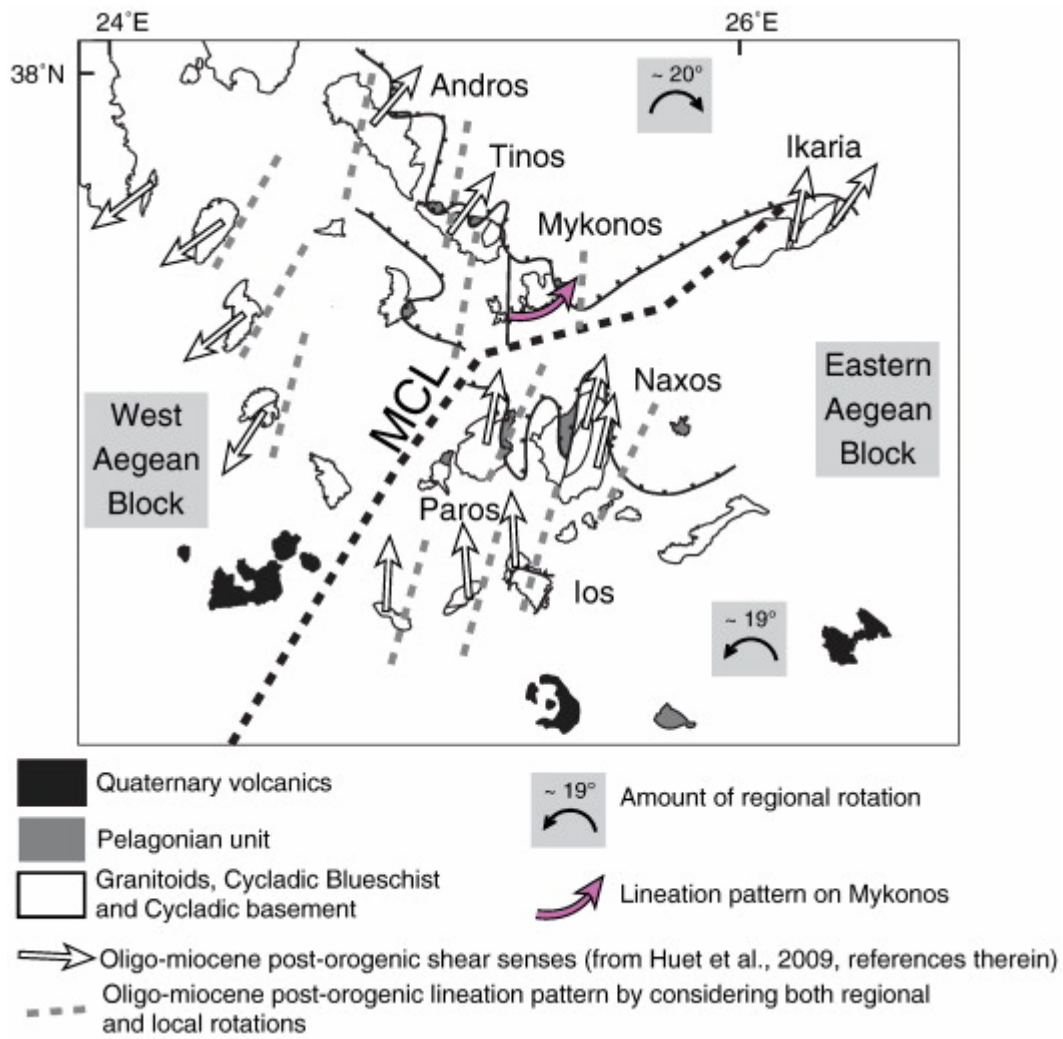 24°E
26°E
38°N
~ 20°
Andros
Ikaria
Tinos
Mykonos
MCL
Naxos
Eastern
Aegean
Block
West
Aegean
Block
Paros
Ios
~ 19°
Quaternary volcanics
~ 19°
Amount of regional rotation
Pelagonian unit
Granitoids, Cycladic Blueschist
and Cycladic basement
Lineation pattern on Mykonos
Oligo-miocene post-orogenic shear senses (from Huet et al., 2009, references therein)
Oligo-miocene post-orogenic lineation pattern by considering both regional
and local rotations